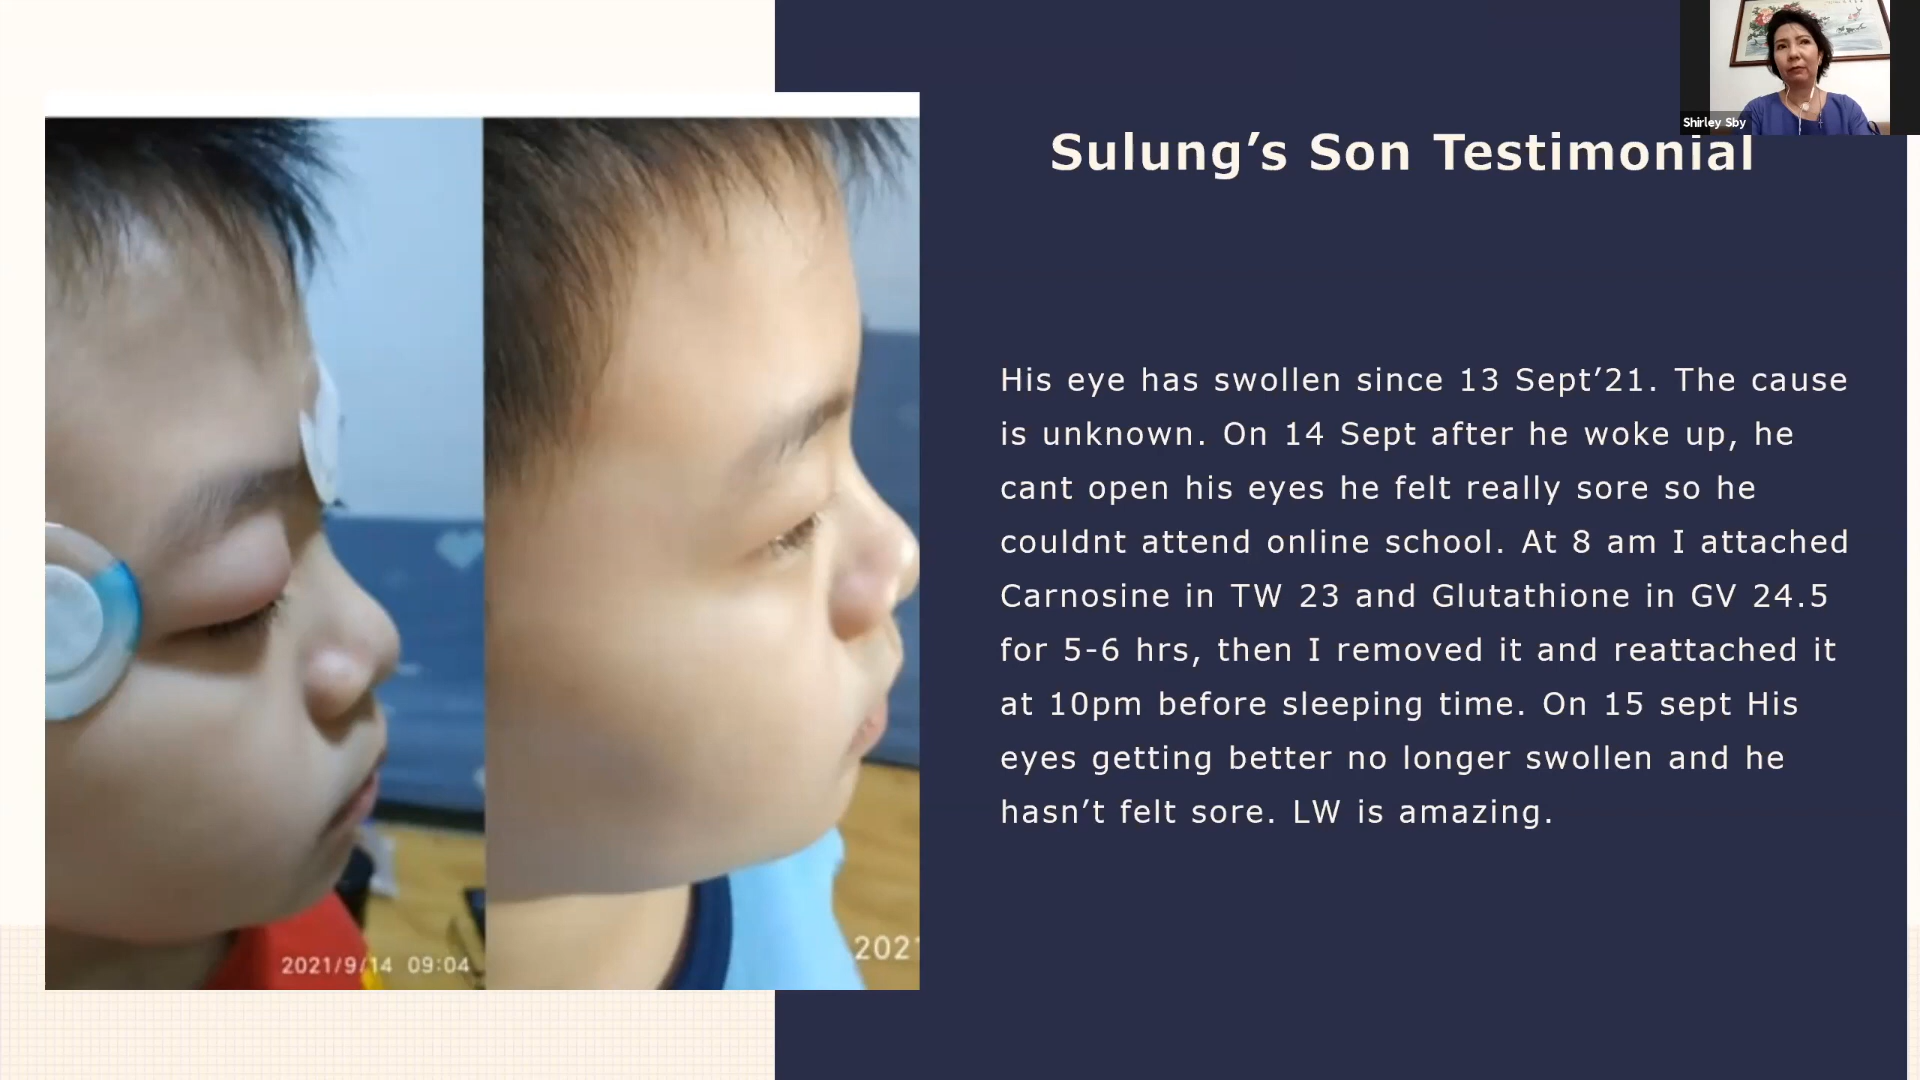 Shirley Sby
Sulung’s Son Testimonial
His eye has swollen since 13 Sept’21. The cause
is unknown. On 14 Sept after he woke up, he
cant open his eyes he felt really sore so he
couldnt attend online school. At 8 am I attached
Carnosine in TW 23 and Glutathione in GV 24.5
for 5-6 hrs, then I removed it and reattached it
at 10pm before sleeping time. On 15 sept His
eyes getting better no longer swollen and he
hasn’t felt sore. LW is amazing.
2021/9/14 09:04
2021